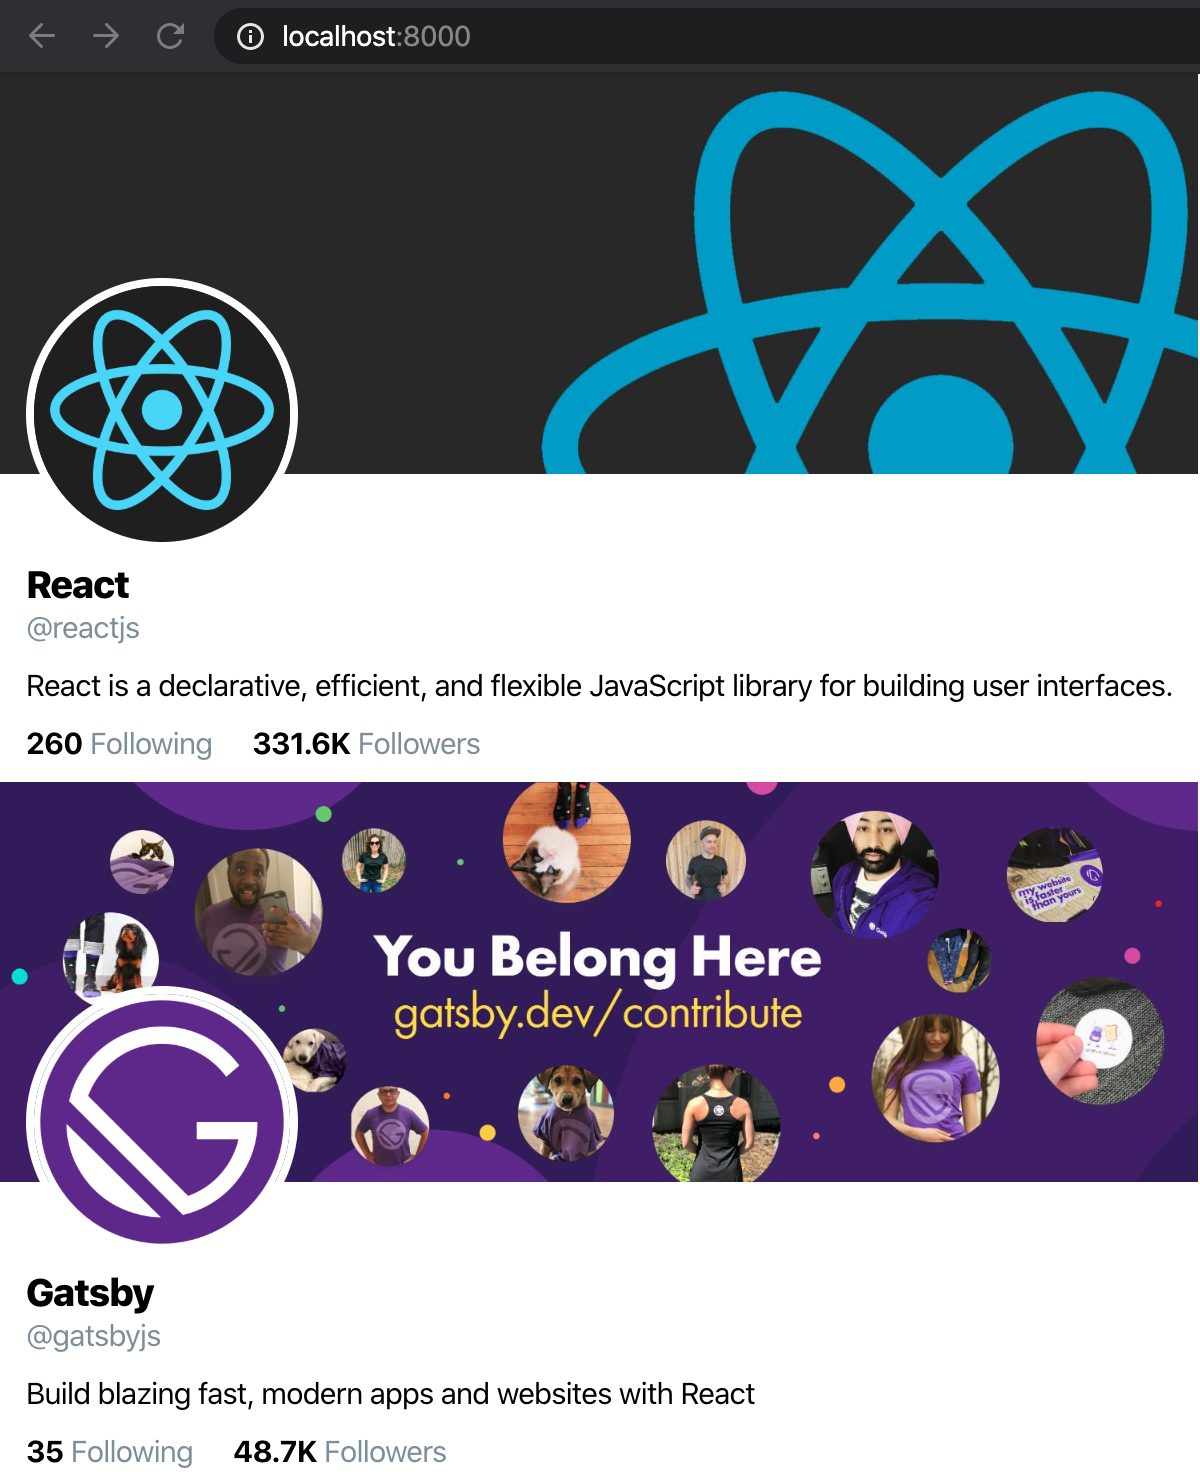 localhost:8000
React
@reactjs
React is a declarative, efficient, and flexible JavaScript library for building user interfaces.
260 Following 331.6K Followers
my website
is faster
than yours
You Belong Here
gatsby.dev/contribute
Gatsby
@gatsbyjs
Build blazing fast, modern apps and websites with React
35 Following 48.7K Followers